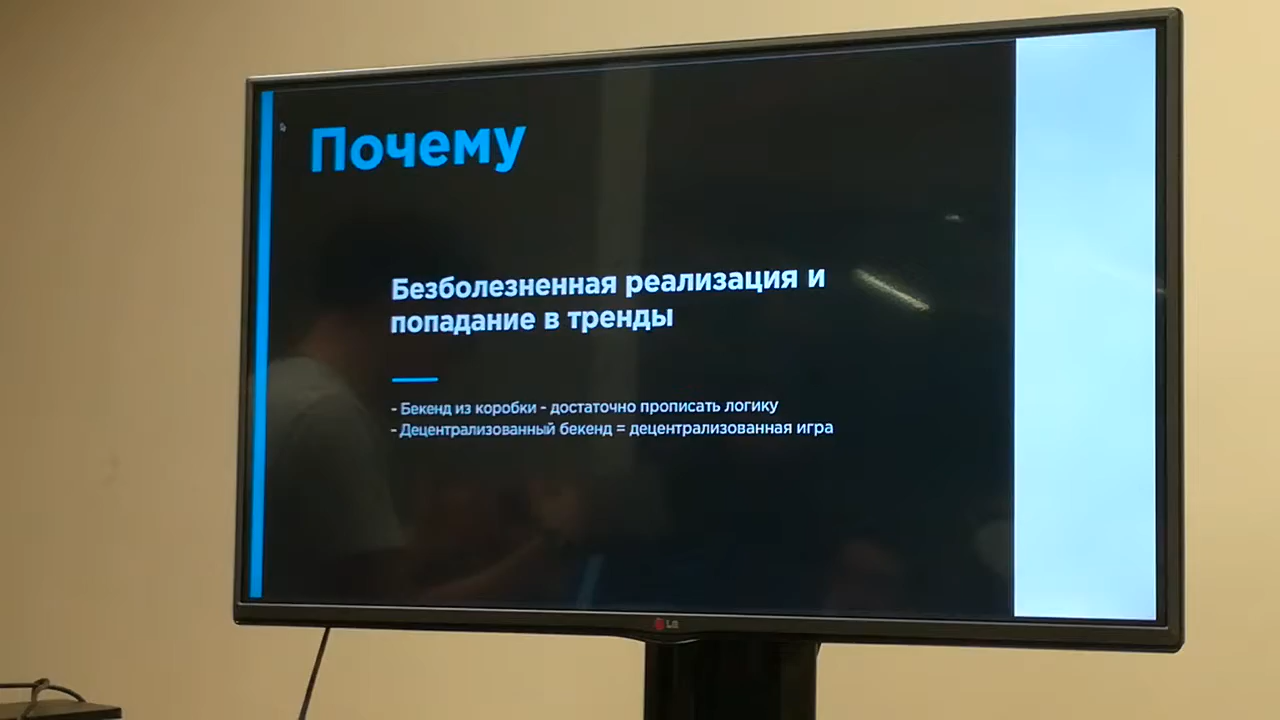 Почему
Безболезненная реализация и
попадание в тренды
- Бекенд из коробки - достаточно прописать логику
- Децентрализованный бекенд = децентрализованная игра
LG